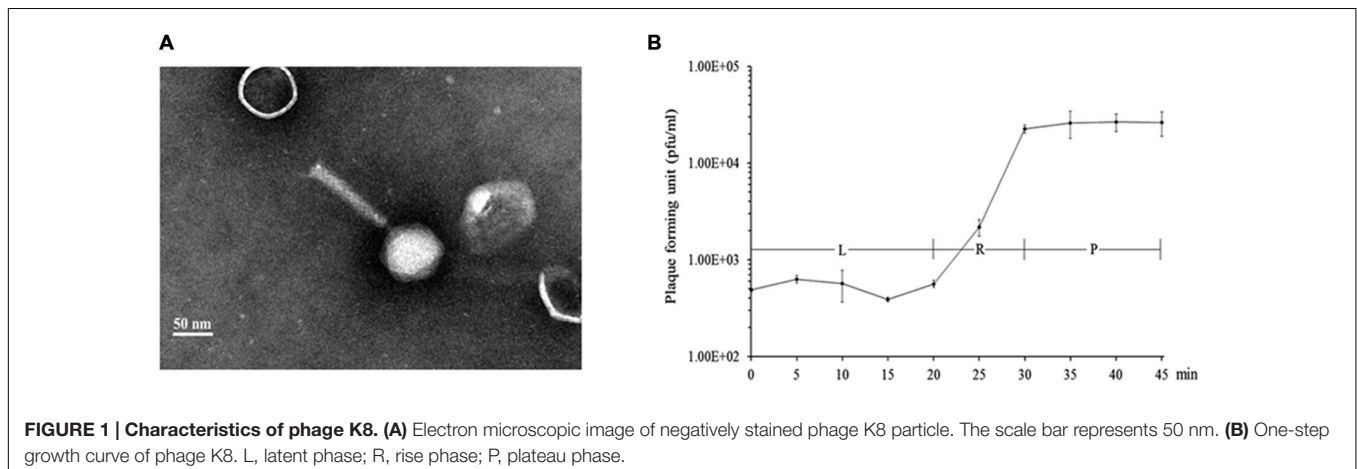 A
B
50 nm
Plaque forming unit (pfu/ml)
1.00E+05
1.00E+04
1.00E+03
1.00E+02
L
R
P
0 5 10 15 20 25 30 35 40 45 min
FIGURE 1 | Characteristics of phage K8. (A) Electron microscopic image of negatively stained phage K8 particle. The scale bar represents 50 nm. (B) One-step
growth curve of phage K8. L, latent phase; R, rise phase; P, plateau phase.